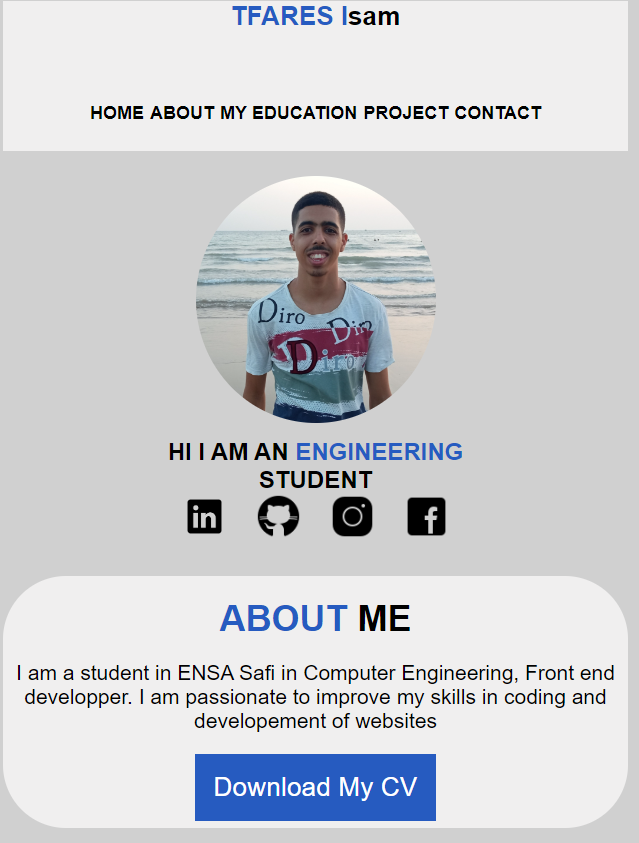 TFARES Isam
HOME ABOUT MY EDUCATION PROJECT CONTACT
Diro
Diro
Diro
HI I AM AN ENGINEERING
STUDENT
in
f
ABOUT ME
I am a student in ENSA Safi in Computer Engineering, Front end
developper. I am passionate to improve my skills in coding and
developement of websites
Download My CV